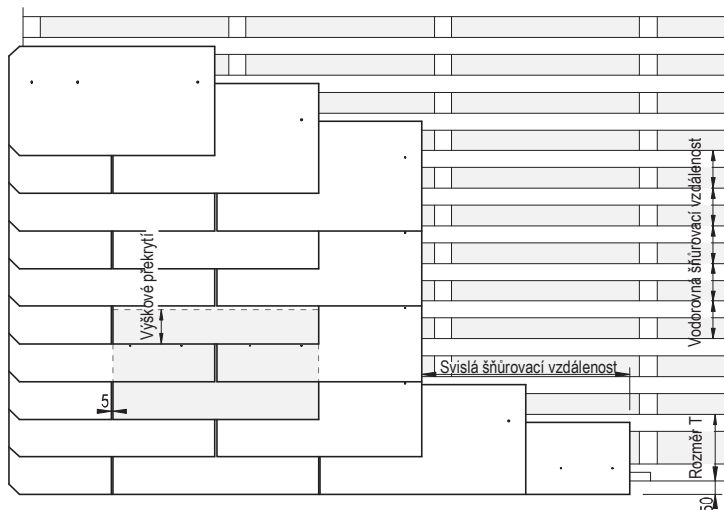 Výškové překrytí
Vodorovná šňůrovací vzdálenost
Svislá šňůrovací vzdálenost
5
Rozměr T
50